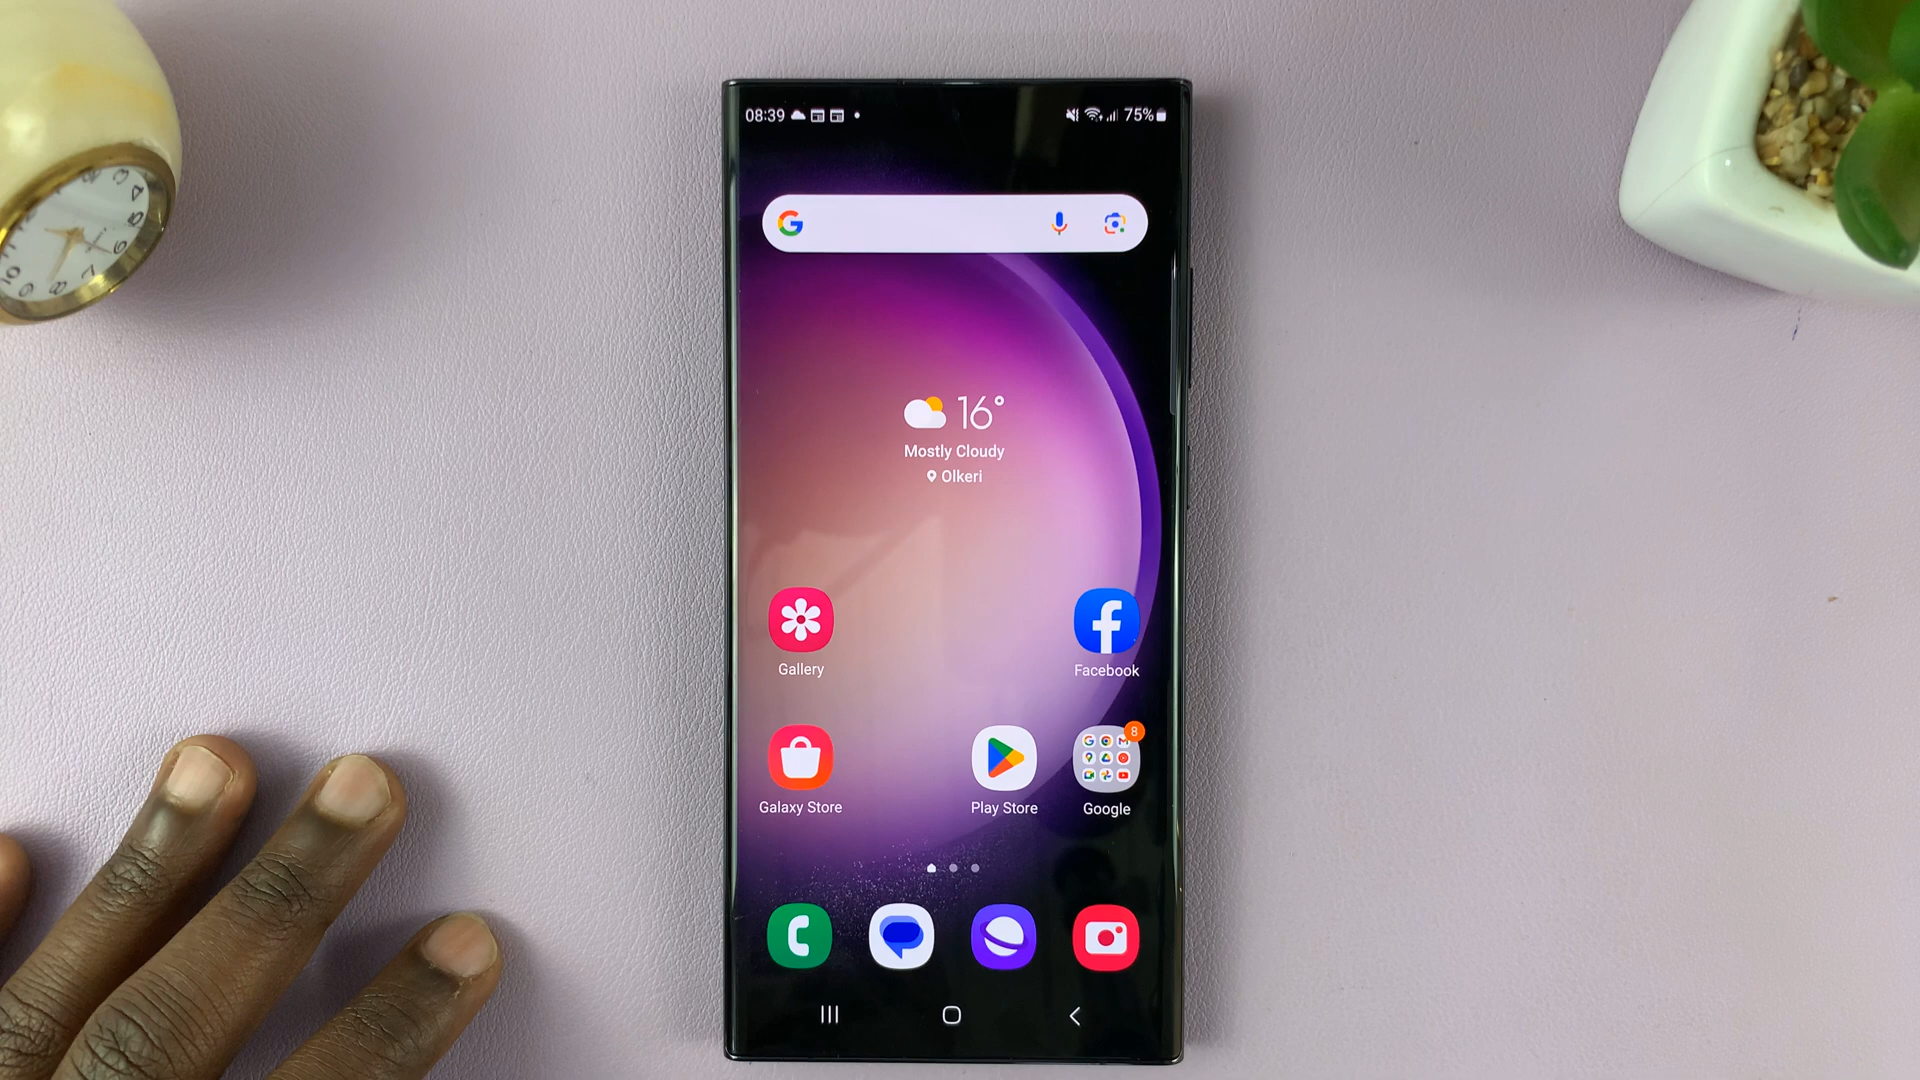 08:39
75%
16°
Mostly Cloudy
Olkeri
Gallery
Facebook
8
Galaxy Store
Play Store
Google